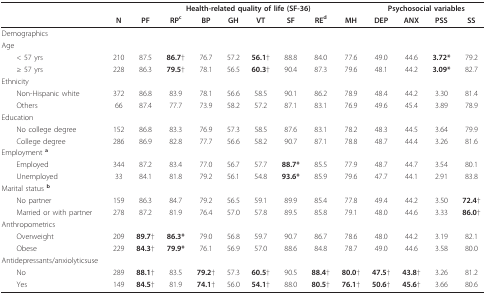 Health-related quality of life (SF-36) Psychosocial variables
N PF RPc BP GH VT SF REd MH DEP ANX PSS SS
Demographics
Age
< 57 yrs 210 87.5 86.7† 76.7 57.2 56.1† 88.8 84.0 77.6 49.0 44.6 3.72* 79.2
≥ 57 yrs 228 86.3 79.5† 78.1 56.5 60.3† 90.4 87.3 79.6 48.1 44.2 3.09* 82.7
Ethnicity
Non-Hispanic white 372 86.8 83.9 78.1 56.6 58.5 90.1 86.2 78.9 48.4 44.2 3.30 81.4
Others 66 87.4 77.7 73.9 58.2 57.2 87.1 83.1 76.9 49.6 45.4 3.89 78.9
Education
No college degree 152 86.8 83.3 76.9 57.3 58.5 87.6 83.1 78.2 48.3 44.5 3.64 79.9
College degree 286 86.9 82.8 77.7 56.6 58.2 90.7 87.1 78.8 48.7 44.4 3.26 81.6
Employment a
Employed 344 87.2 83.4 77.0 56.7 57.7 88.7* 85.5 77.9 48.7 44.7 3.54 80.1
Unemployed 33 84.1 81.8 79.2 56.1 54.8 93.6* 85.9 79.6 47.7 44.1 2.91 83.8
Marital status b
No partner 159 86.3 84.7 79.2 56.5 59.1 89.9 85.4 77.8 49.4 44.2 3.50 72.4†
Married or with partner 278 87.2 81.9 76.4 57.0 57.8 89.5 85.8 79.1 48.0 44.6 3.33 86.0†
Anthropometrics
Overweight 209 89.7† 86.3* 79.0 56.8 59.7 90.7 86.7 78.6 48.0 44.2 3.19 82.1
Obese 229 84.3† 79.9* 76.1 56.9 57.0 88.6 84.8 78.7 49.0 44.6 3.58 80.0
Antidepressants/anxiolyticsuse
No 289 88.1† 83.5 79.2† 57.3 60.5† 90.5 88.4† 80.0† 47.5† 43.8† 3.26 81.2
Yes 149 84.5† 81.9 74.1† 56.0 54.1† 88.0 80.5† 76.1† 50.6† 45.6† 3.66 80.6